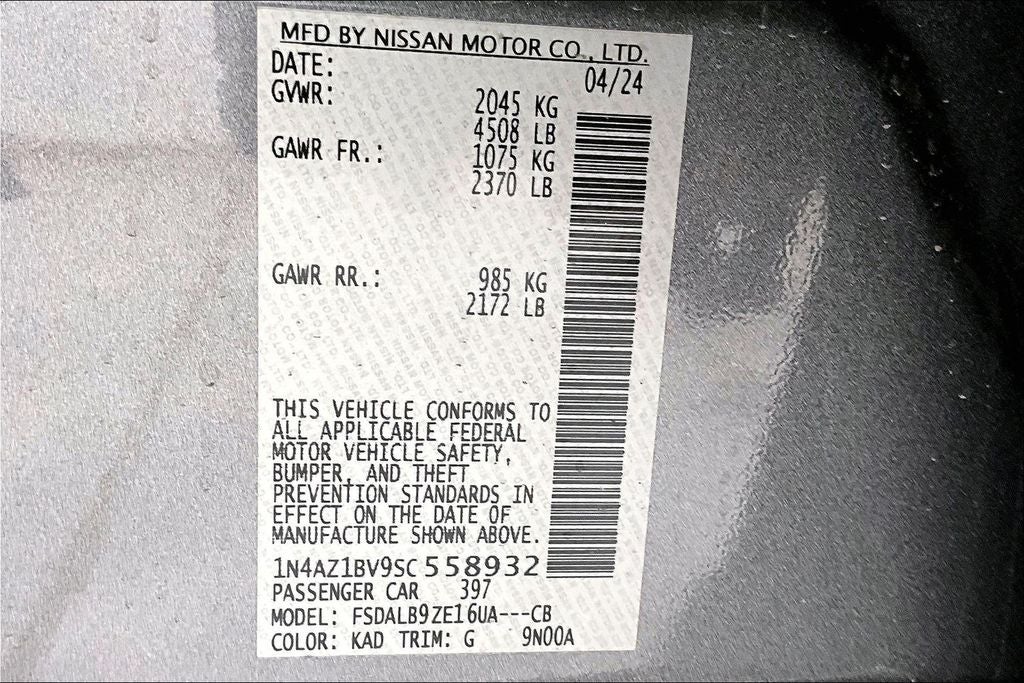 MFD BY NISSAN MOTOR CO., LTD.
DATE: 04/24
GVWR: 2045 KG
4508 LB
GAWR FR.: 1075 KG
2370 LB
GAWR RR.: 985 KG
2172 LB
THIS VEHICLE CONFORMS TO
ALL APPLICABLE FEDERAL
MOTOR VEHICLE SAFETY,
BUMPER, AND THEFT
PREVENTION STANDARDS IN
EFFECT ON THE DATE OF
MANUFACTURE SHOWN ABOVE.
1N4AZ1BV9SC558932
PASSENGER CAR 397
MODEL: FSDALB9ZE16UA---CB
COLOR: KAD TRIM: G 9N00A